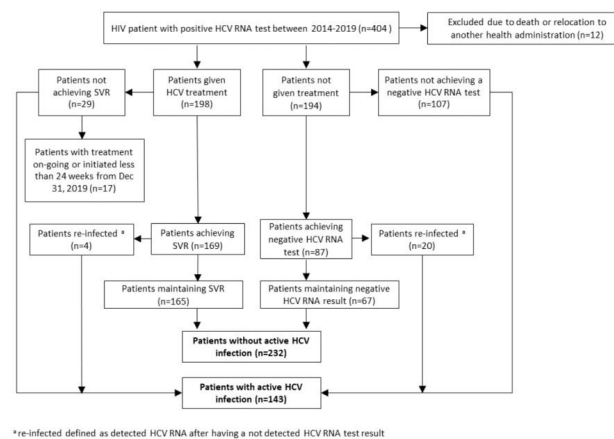 HIV patient with positive HCV RNA test between 2014-2019 (n=404 )
Excluded due to death or relocation to
another health administration (n=12)
Patients not
achieving SVR
(n=29)
Patients given
HCV treatment
(n=198)
Patients not
given treatment
(n=194)
Patients not achieving a
negative HCV RNA test
(n=107)
Patients with treatment
on-going or initiated less
than 24 weeks from Dec
31, 2019 (n=17)
Patients re-infected ª
(n=4)
Patients achieving
SVR (n=169)
Patients achieving
negative HCV RNA
test (n=87)
Patients re-infected ª
(n=20)
Patients maintaining SVR
(n=165)
Patients maintaining negative
HCV RNA result (n=67)
Patients without active HCV
infection (n=232)
Patients with active HCV
infection (n=143)
ª re-infected defined as detected HCV RNA after having a not detected HCV RNA test result